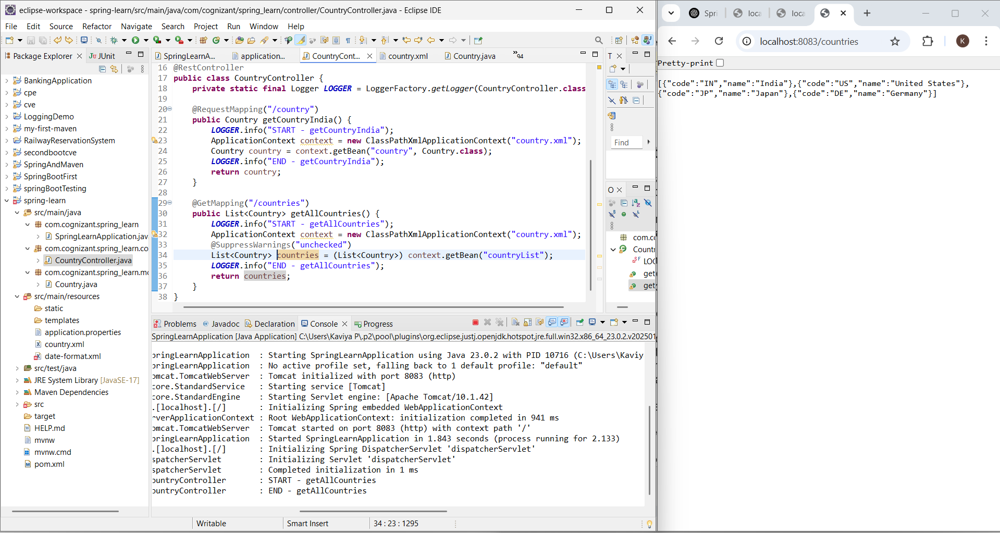 eclipse-workspace - spring-learn/src/main/java/com/cognizant/spring_learn/controller/CountryController.java - Eclipse IDE
File Edit Source Refactor Navigate Search Project Run Window Help
Package Explorer
JUnit
BankingApplication
cpe
cve
LoggingDemo
my-first-maven
RailwayReservationSystem
secondbootcve
SpringAndMaven
SpringBootFirst
springBootTesting
spring-learn
src/main/java
com.cognizant.spring_learn
SpringLearnApplication.jav
com.cognizant.spring_learn.co
CountryController.java
com.cognizant.spring_learn.mo
Country.java
src/main/resources
static
templates
application.properties
country.xml
date-format.xml
src/test/java
JRE System Library [JavaSE-17]
Maven Dependencies
src
target
HELP.md
mvnw
mvnw.cmd
pom.xml
SpringLearnA... application... CountryCont... country.xml Country.java »94
16 @RestController
17 public class CountryController {
18 private static final Logger LOGGER = LoggerFactory.getLogger(CountryController.class
19
20 @RequestMapping("/country")
21 public Country getCountryIndia() {
22 LOGGER.info("START - getCountryIndia");
23 ApplicationContext context = new ClassPathXmlApplicationContext("country.xml");
24 Country country = context.getBean("country", Country.class);
25 LOGGER.info("END - getCountryIndia");
26 return country;
27 }
28
29 @GetMapping("/countries")
30 public List<Country> getAllCountries() {
31 LOGGER.info("START - getAllCountries");
32 ApplicationContext context = new ClassPathXmlApplicationContext("country.xml");
33 @SuppressWarnings("unchecked")
34 List<Country> countries = (List<Country>) context.getBean("countryList");
35 LOGGER.info("END - getAllCountries");
36 return countries;
37 }
38 }
T
Find
O
com.co
Countr
LOG
get
get
Problems @ Javadoc Declaration Console Progress
SpringLearnApplication [Java Application] C:\Users\Kaviya P\.p2\pool\plugins\org.eclipse.justj.openjdk.hotspot.jre.full.win32.x86_64_23.0.2.v202501
pringLearnApplication : Starting SpringLearnApplication using Java 23.0.2 with PID 10716 (C:\Users\Kaviy
pringLearnApplication : No active profile set, falling back to 1 default profile: "default"
omcat.TomcatWebServer : Tomcat initialized with port 8083 (http)
core.StandardService : Starting service [Tomcat]
core.StandardEngine : Starting Servlet engine: [Apache Tomcat/10.1.42]
.[localhost].[/] : Initializing Spring embedded WebApplicationContext
rverApplicationContext : Root WebApplicationContext: initialization completed in 941 ms
omcat.TomcatWebServer : Tomcat started on port 8083 (http) with context path '/'
pringLearnApplication : Started SpringLearnApplication in 1.843 seconds (process running for 2.133)
.[localhost].[/] : Initializing Spring DispatcherServlet 'dispatcherServlet'
spatcherServlet : Initializing Servlet 'dispatcherServlet'
spatcherServlet : Completed initialization in 1 ms
ountryController : START - getAllCountries
ountryController : END - getAllCountries
Writable Smart Insert 34 : 23 : 1295
Spri loca loca
localhost:8083/countries
K
Pretty-print
[{"code":"IN","name":"India"},{"code":"US","name":"United States"},
{"code":"JP","name":"Japan"},{"code":"DE","name":"Germany"}]